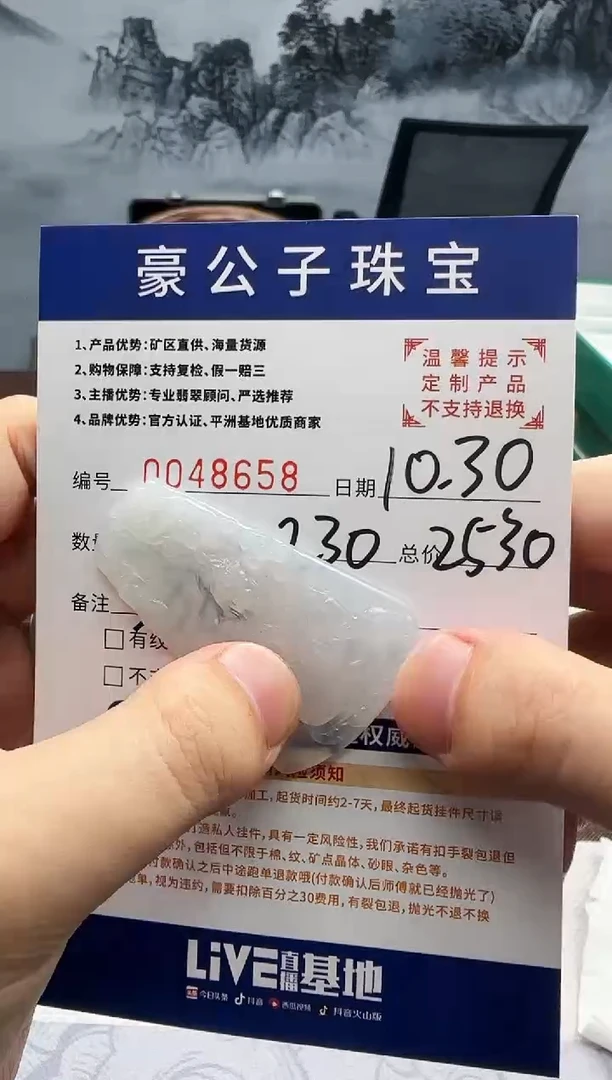 豪公子珠宝
1、产品优势:矿区直供、海量货源
2、购物保障:支持复检、假一赔三
3、主播优势:专业翡翠顾问、严选推荐
4、品牌优势:官方认证、平洲基地优质商家
温馨提示
定制产品
不支持退换
编号 0048658 日期 10.30
数 230 总价 2530
备注
有纹
不
权威
须知
加工，起货时间约2-7天，最终起货挂件尺寸误
造私人挂件，具有一定风险性，我们承诺有扣手裂包退但
外，包括但不限于棉、纹、矿点晶体、砂眼、杂色等。
付款确认之后中途跑单退款哦(付款确认后师傅就已经抛光了)
单，视为违约，需要扣除百分之30费用，有裂包退，抛光不退不换
LiVE直播基地
今日头条 抖音 西瓜视频 抖音火山版